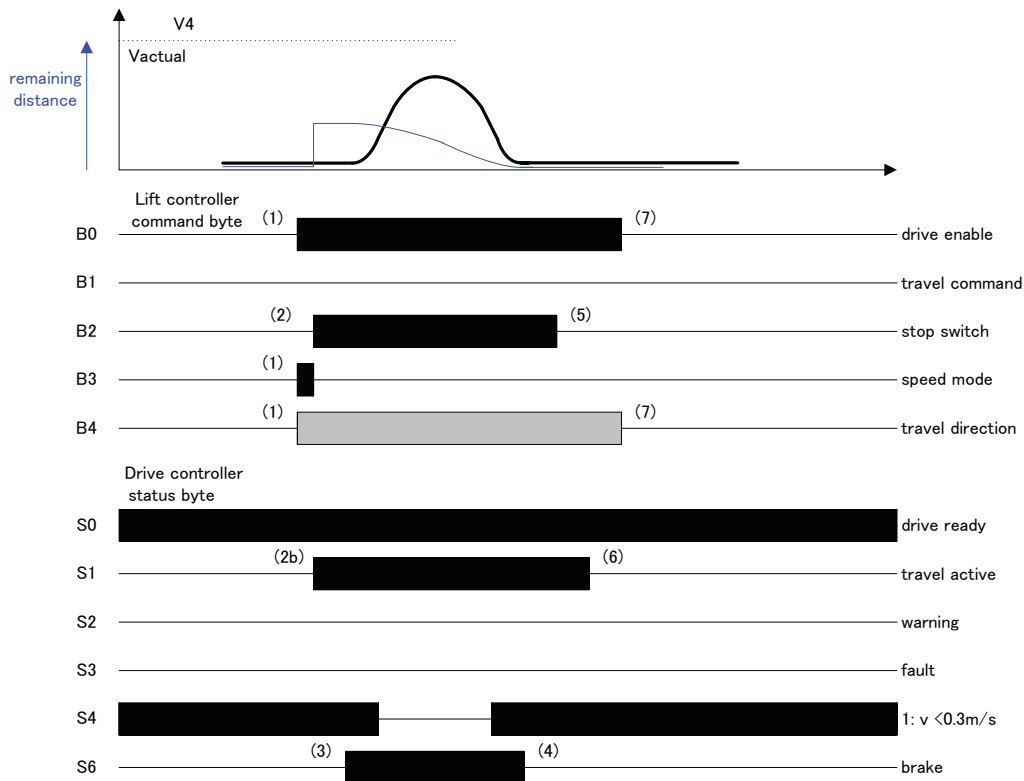 V4
Vactual
remaining
distance
Lift controller
command byte
(1)
(7)
B0
drive enable
B1
travel command
(2)
(5)
B2
stop switch
(1)
B3
speed mode
(1)
(7)
B4
travel direction
Drive controller
status byte
S0
drive ready
(2b)
(6)
S1
travel active
S2
warning
S3
fault
S4
1: v <0.3m/s
(3)
(4)
S6
brake